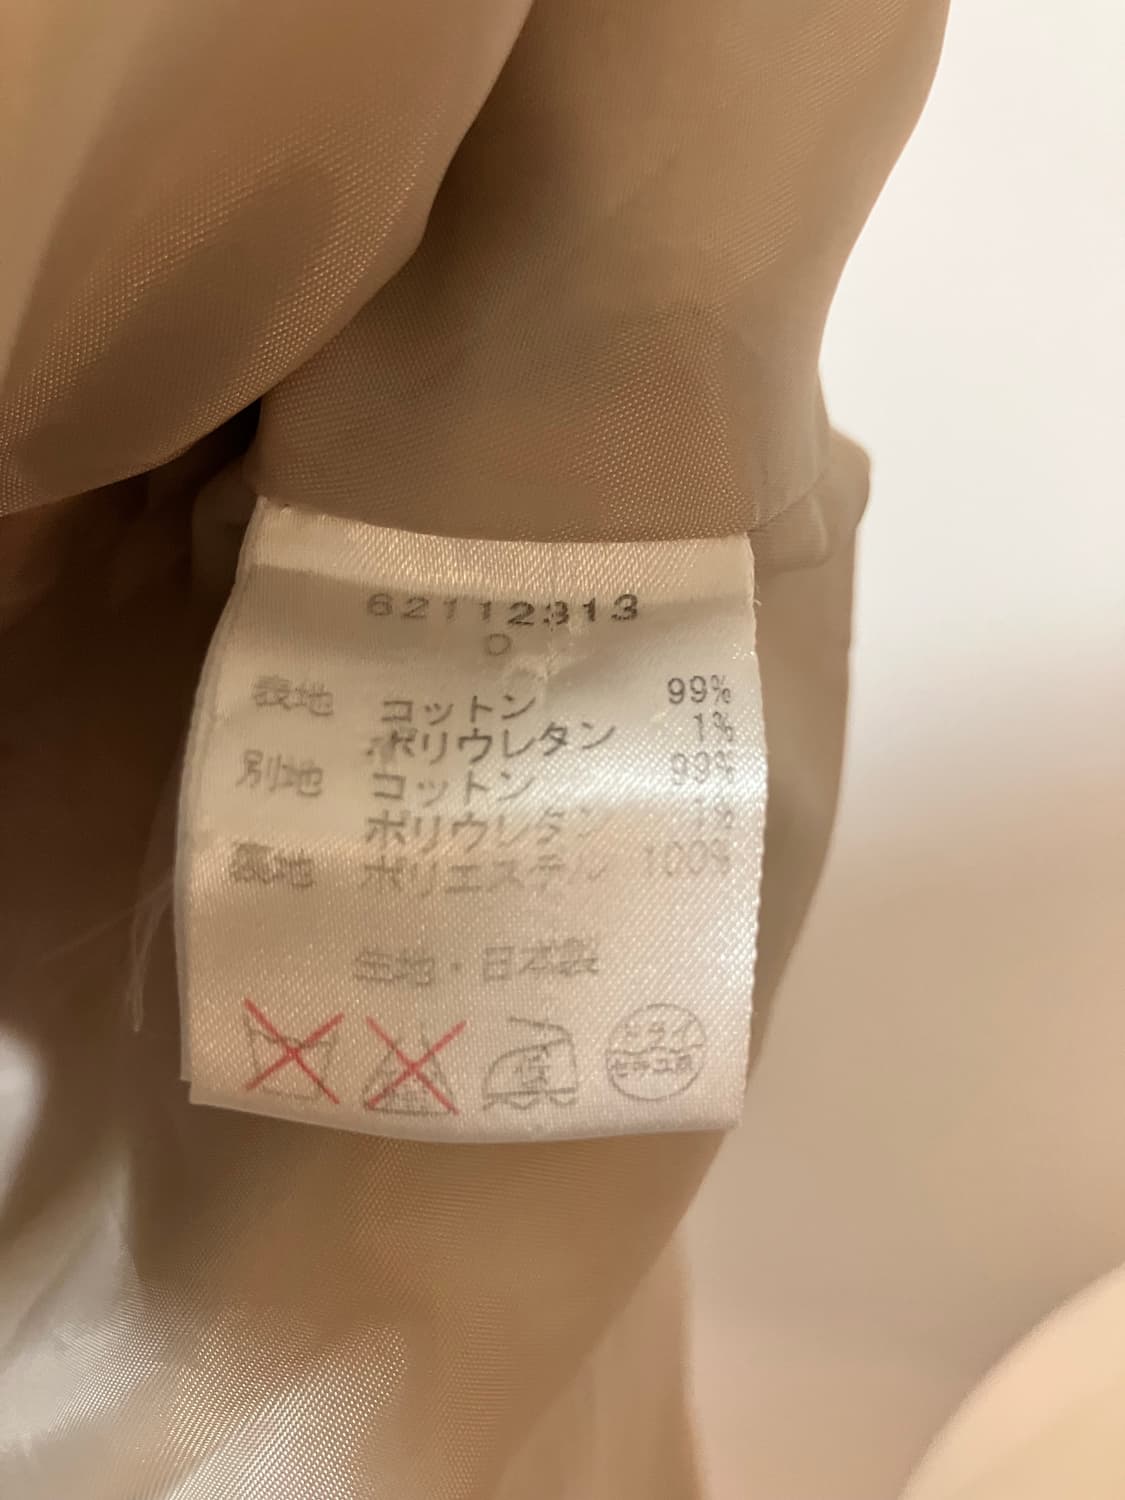 62112313
0
表地 コットン 99%
ポリウレタン 1%
別地 コットン 99%
ポリウレタン 1%
裏地 ポリエステル 100%
生地・日本製
低
ドライ
セキユ系